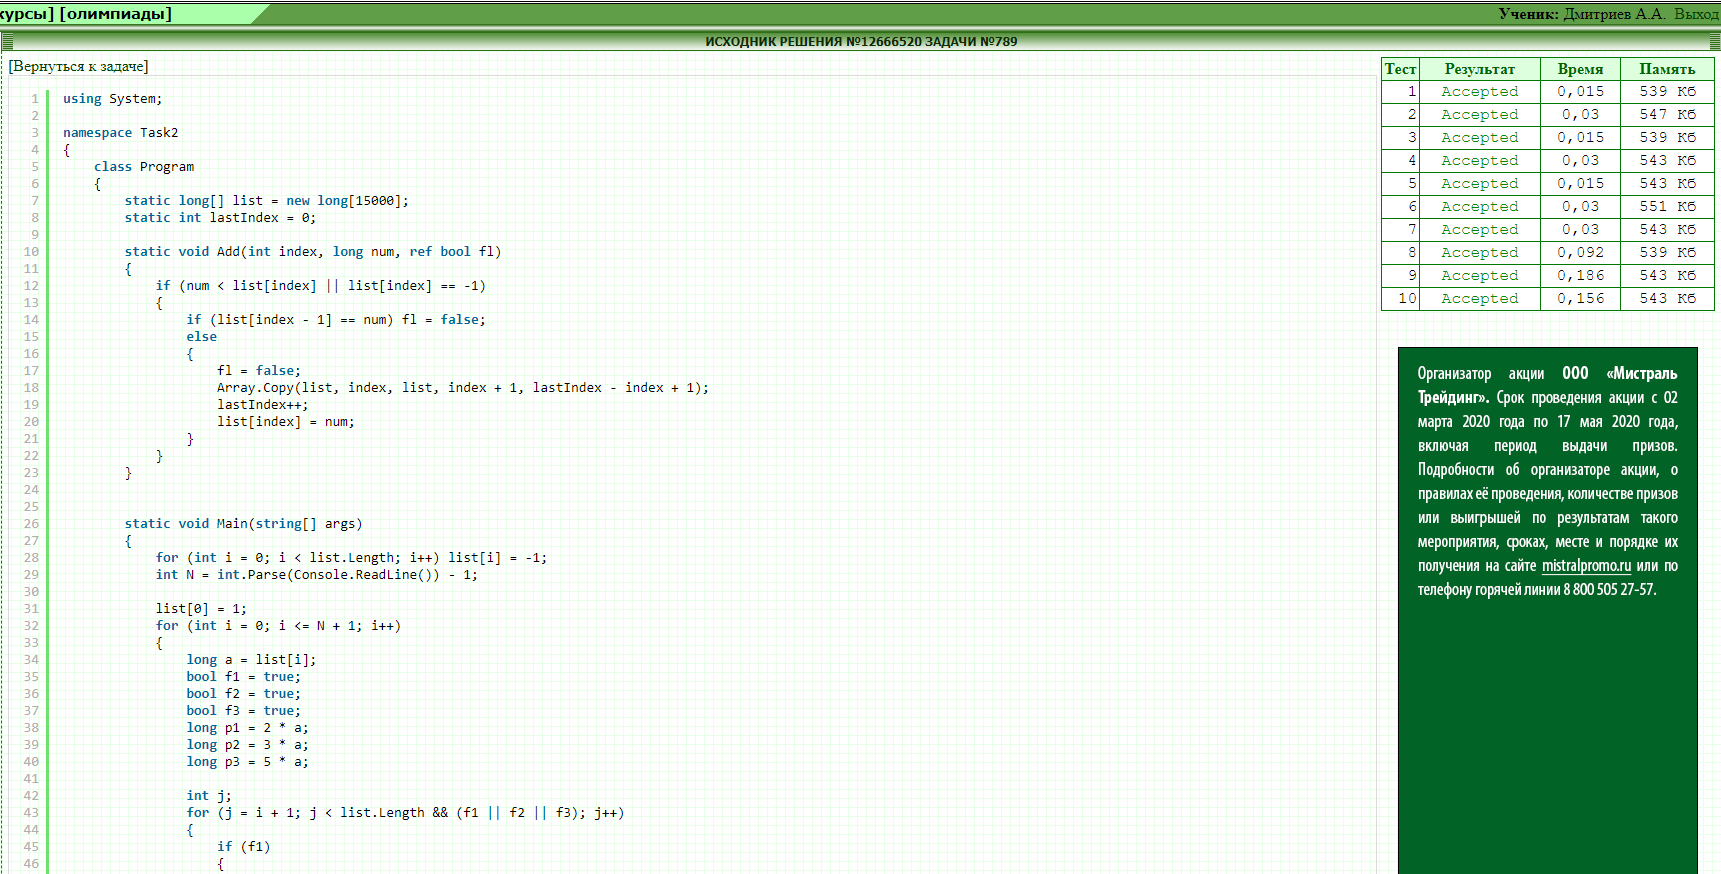 курсы] [олимпиады]
Ученик: Дмитриев А.А. Выход
ИСХОДНИК РЕШЕНИЯ №12666520 ЗАДАЧИ №789
[Вернуться к задаче]
1 using System;
2
3 namespace Task2
4 {
5 class Program
6 {
7 static long[] list = new long[15000];
8 static int lastIndex = 0;
9
10 static void Add(int index, long num, ref bool fl)
11 {
12 if (num < list[index] || list[index] == -1)
13 {
14 if (list[index - 1] == num) fl = false;
15 else
16 {
17 fl = false;
18 Array.Copy(list, index, list, index + 1, lastIndex - index + 1);
19 lastIndex++;
20 list[index] = num;
21 }
22 }
23 }
24
25
26 static void Main(string[] args)
27 {
28 for (int i = 0; i < list.Length; i++) list[i] = -1;
29 int N = int.Parse(Console.ReadLine()) - 1;
30
31 list[0] = 1;
32 for (int i = 0; i <= N + 1; i++)
33 {
34 long a = list[i];
35 bool f1 = true;
36 bool f2 = true;
37 bool f3 = true;
38 long p1 = 2 * a;
39 long p2 = 3 * a;
40 long p3 = 5 * a;
41
42 int j;
43 for (j = i + 1; j < list.Length && (f1 || f2 || f3); j++)
44 {
45 if (f1)
46 {
Тест Результат Время Память
1 Accepted 0,015 539 Кб
2 Accepted 0,03 547 Кб
3 Accepted 0,015 539 Кб
4 Accepted 0,03 543 Кб
5 Accepted 0,015 543 Кб
6 Accepted 0,03 551 Кб
7 Accepted 0,03 543 Кб
8 Accepted 0,092 539 Кб
9 Accepted 0,186 543 Кб
10 Accepted 0,156 543 Кб
Организатор акции ООО «Мистраль
Трейдинг». Срок проведения акции с 02
марта 2020 года по 17 мая 2020 года,
включая период выдачи призов.
Подробности об организаторе акции, о
правилах её проведения, количестве призов
или выигрышей по результатам такого
мероприятия, сроках, месте и порядке их
получения на сайте mistralpromo.ru или по
телефону горячей линии 8 800 505 27-57.